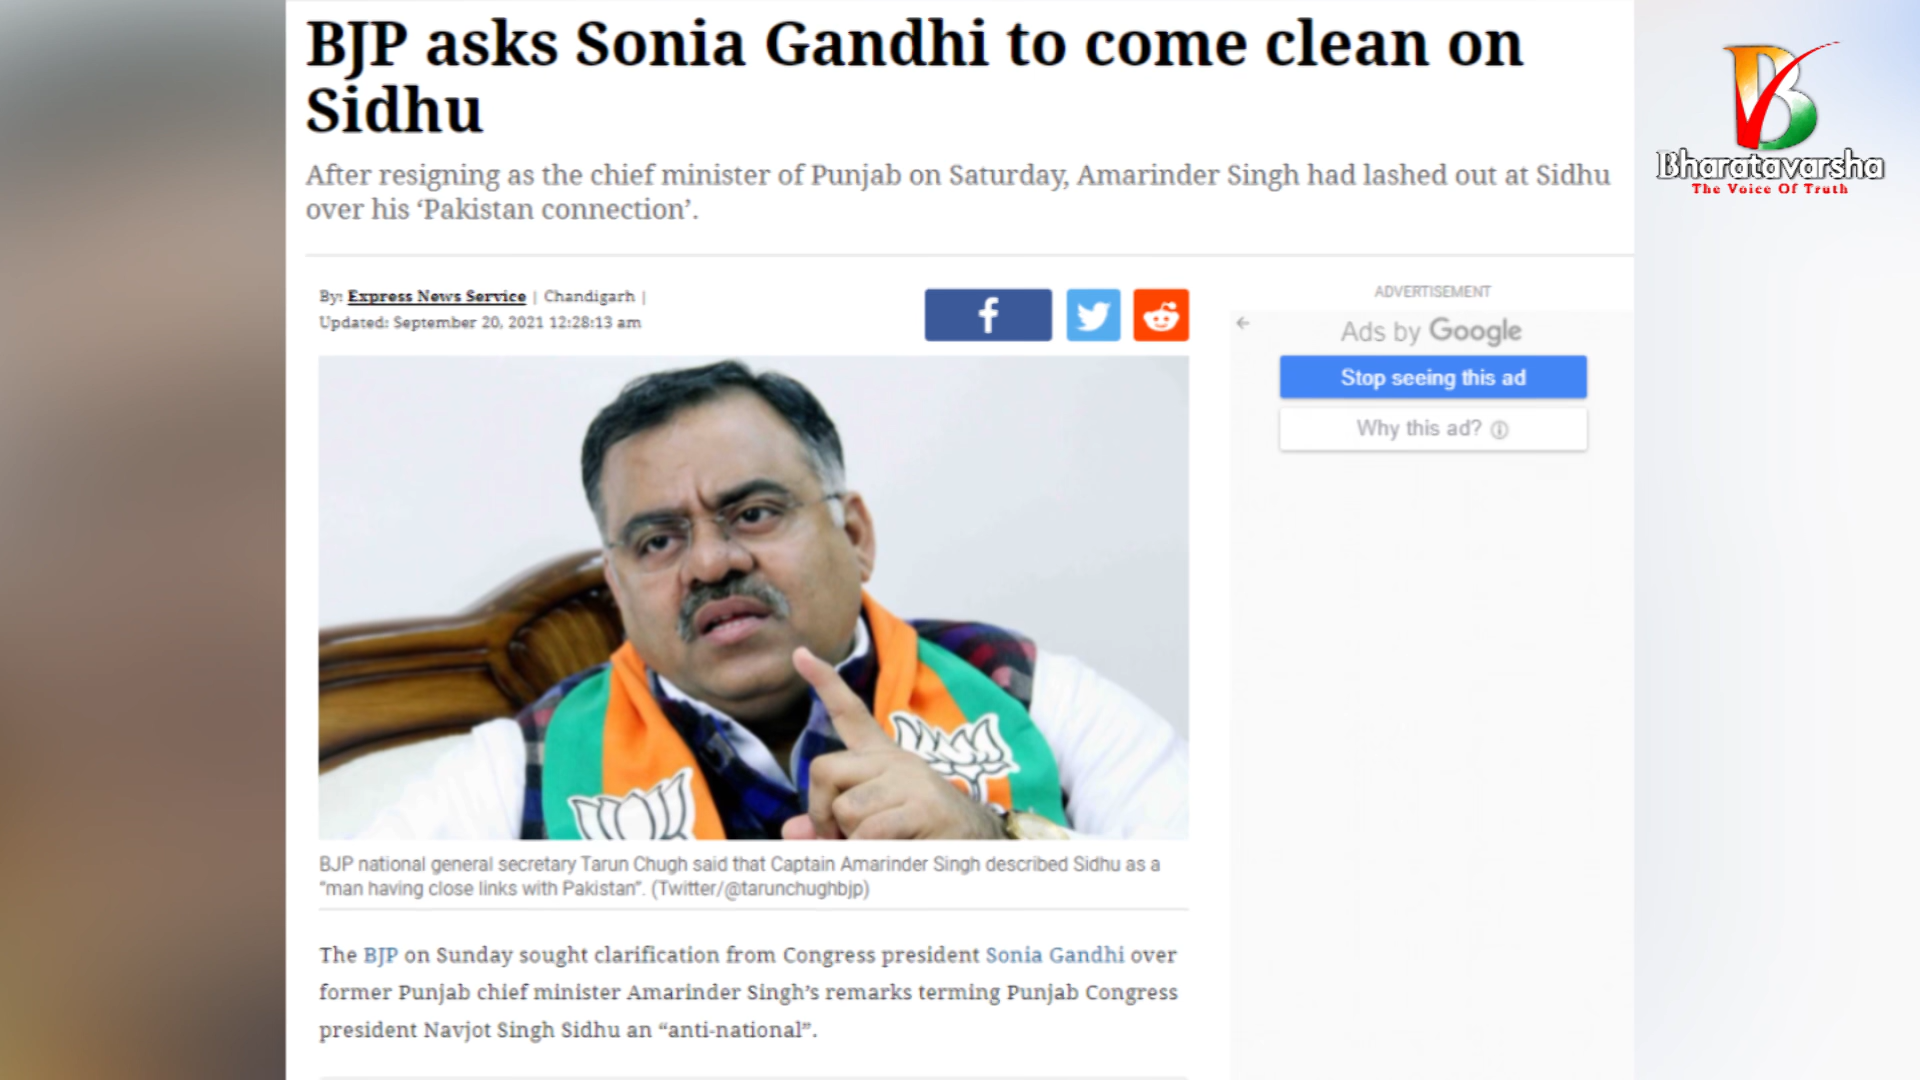 BJP asks Sonia Gandhi to come clean on
Sidhu
After resigning as the chief minister of Punjab on Saturday, Amarinder Singh had lashed out at Sidhu
over his ‘Pakistan connection’.
By: Express News Service | Chandigarh |
Updated: September 20, 2021 12:28:13 am
BJP national general secretary Tarun Chugh said that Captain Amarinder Singh described Sidhu as a
“man having close links with Pakistan”. (Twitter/@tarunchughbjp)
The BJP on Sunday sought clarification from Congress president Sonia Gandhi over
former Punjab chief minister Amarinder Singh’s remarks terming Punjab Congress
president Navjot Singh Sidhu an “anti-national”.
ADVERTISEMENT
Ads by Google
Stop seeing this ad
Why this ad?
B
Bharatavarsha
The Voice Of Truth